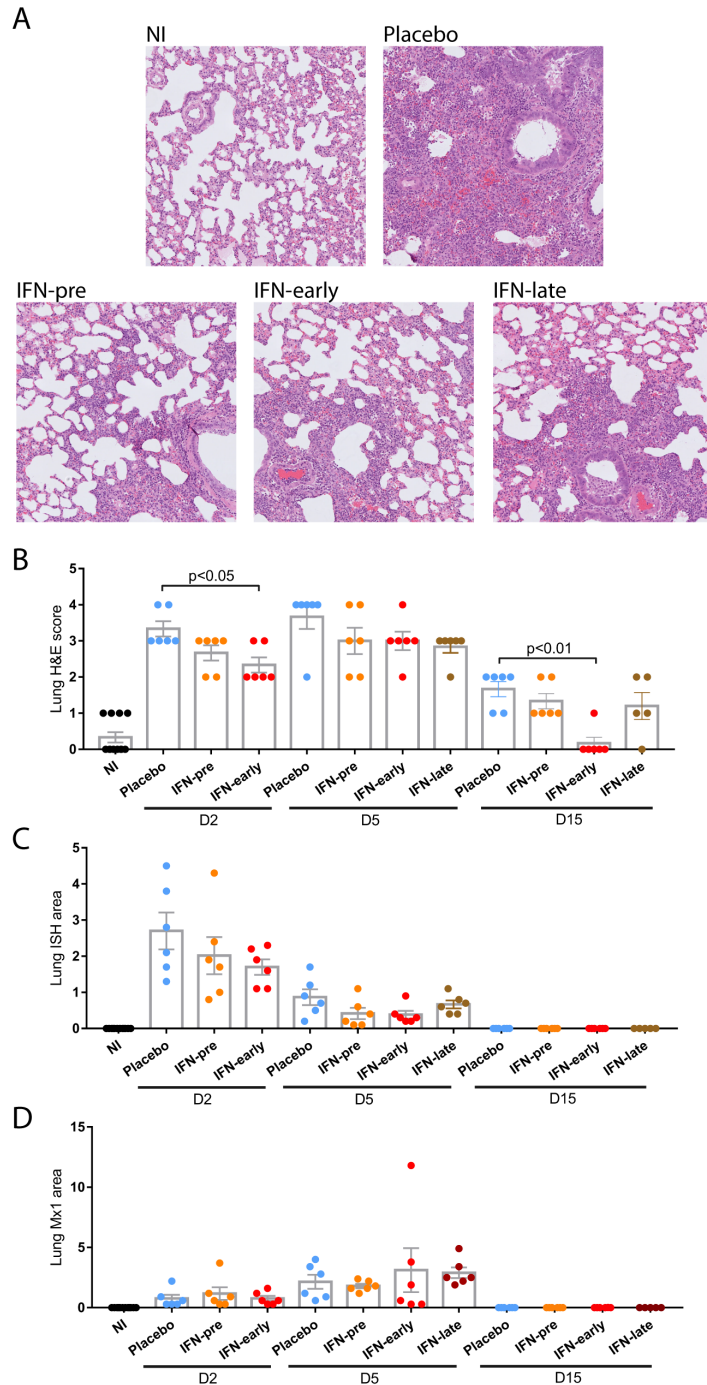 A
NI
Placebo
IFN-pre
IFN-early
IFN-late
B
Lung H&E score
5
4
3
2
1
0
p<0.05
p<0.01
NI
Placebo
IFN-pre
IFN-early
Placebo
IFN-pre
IFN-early
IFN-late
Placebo
IFN-pre
IFN-early
IFN-late
D2
D5
D15
C
Lung ISH area
5
4
3
2
1
0
NI
Placebo
IFN-pre
IFN-early
Placebo
IFN-pre
IFN-early
IFN-late
Placebo
IFN-pre
IFN-early
IFN-late
D2
D5
D15
D
Lung Mx1 area
15
10
5
0
NI
Placebo
IFN-pre
IFN-early
Placebo
IFN-pre
IFN-early
IFN-late
Placebo
IFN-pre
IFN-early
IFN-late
D2
D5
D15